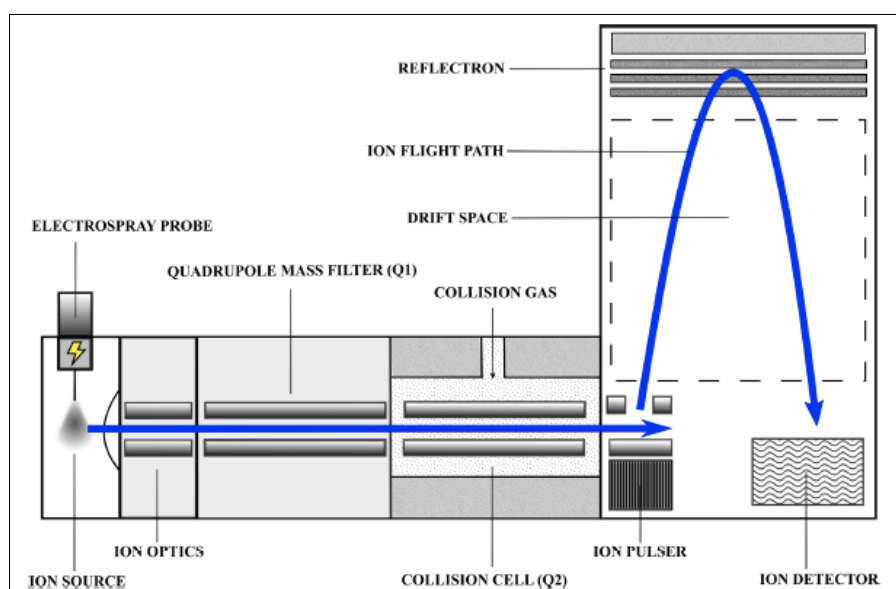 REFLECTRON
ION FLIGHT PATH
DRIFT SPACE
ELECTROSPRAY PROBE
QUADRUPOLE MASS FILTER (Q1)
COLLISION GAS
ION OPTICS
ION PULSER
ION SOURCE
COLLISION CELL (Q2)
ION DETECTOR